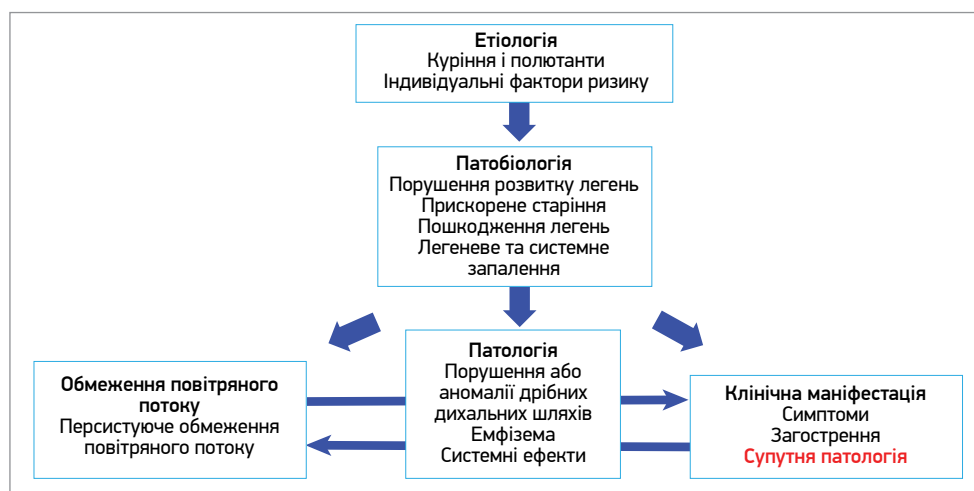 Етіологія
Куріння і полютанти
Індивідуальні фактори ризику
Патобіологія
Порушення розвитку легень
Прискорене старіння
Пошкодження легень
Легеневе та системне
запалення
Обмеження повітряного
потоку
Персистуюче обмеження
повітряного потоку
Патологія
Порушення або
аномалії дрібних
дихальних шляхів
Емфізема
Системні ефекти
Клінічна маніфестація
Симптоми
Загострення
Супутня патологія